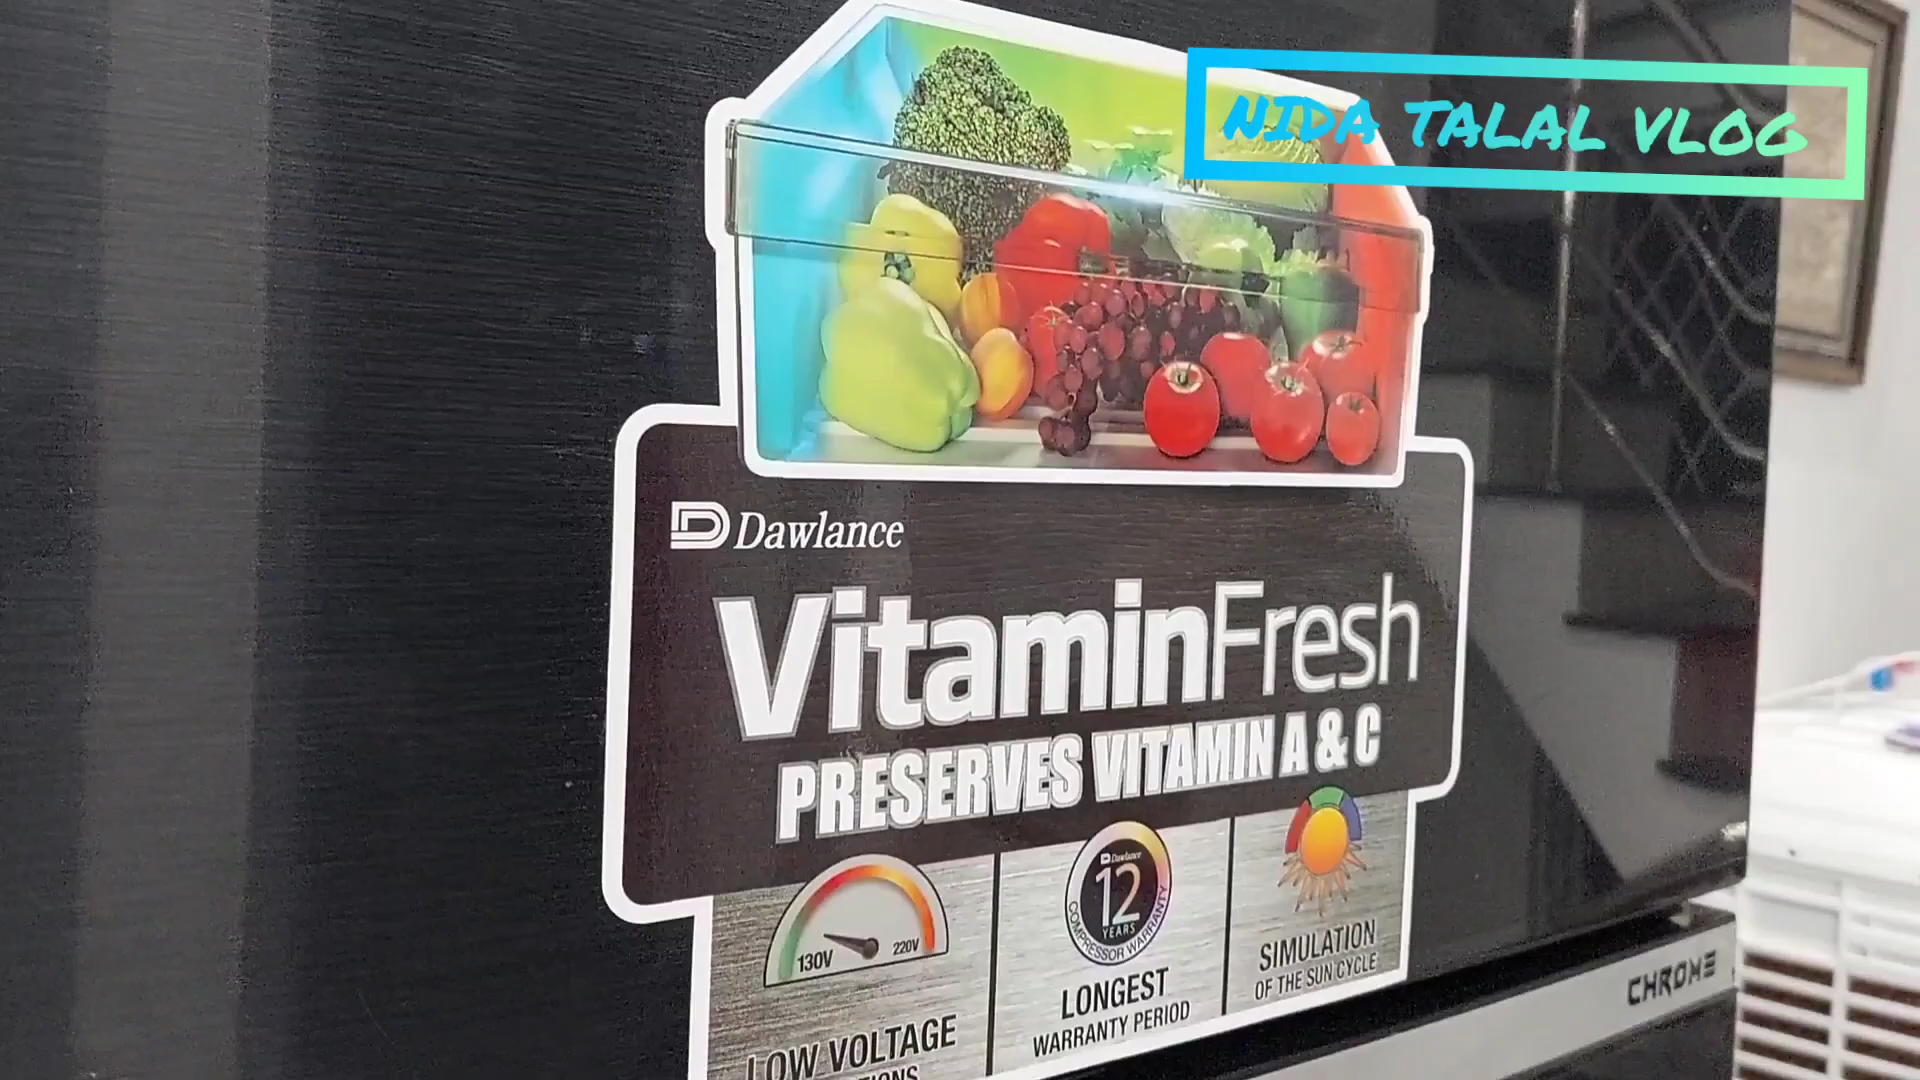 NIDA TALAL VLOG
Dawlance
VitaminFresh
PRESERVES VITAMIN A & C
130V
220V
LOW VOLTAGE
Dawlance
12
YEARS
COMPRESSOR WARRANTY
LONGEST
WARRANTY PERIOD
SIMULATION
OF THE SUN CYCLE
CHROME